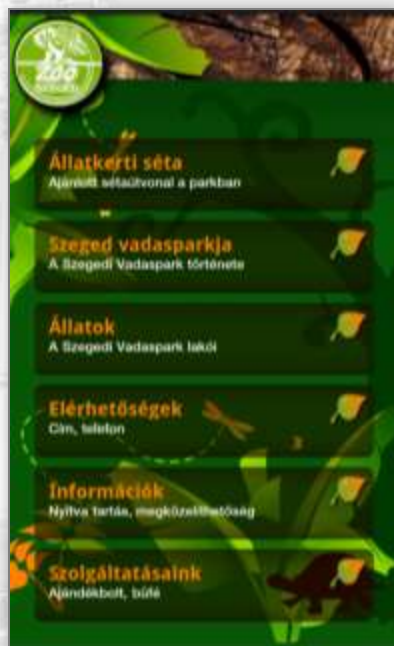 Zoo
Állatkerti séta
Ajánlott sétaútvonal a parkban
Szeged vadasparkja
A Szegedi Vadaspark története
Állatok
A Szegedi Vadaspark lakói
Elérhetőségek
Cím, telefon
Információk
Nyitva tartás, megközelíthetőség
Szolgáltatásaink
Ajándékbolt, büfé